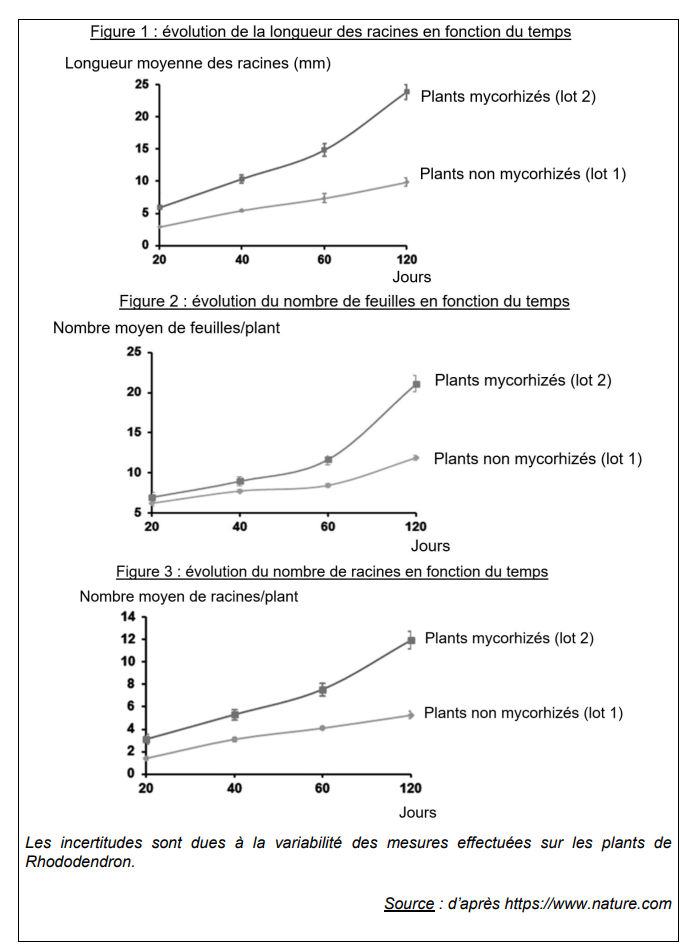 Figure 1 : évolution de la longueur des racines en fonction du temps
Longueur moyenne des racines (mm)
25
20
15
10
5
0
20 40 60 120
Jours
Plants mycorhizés (lot 2)
Plants non mycorhizés (lot 1)
Figure 2 : évolution du nombre de feuilles en fonction du temps
Nombre moyen de feuilles/plant
25
20
15
10
5
20 40 60 120
Jours
Plants mycorhizés (lot 2)
Plants non mycorhizés (lot 1)
Figure 3 : évolution du nombre de racines en fonction du temps
Nombre moyen de racines/plant
14
12
10
8
6
4
2
0
20 40 60 120
Jours
Plants mycorhizés (lot 2)
Plants non mycorhizés (lot 1)
Les incertitudes sont dues à la variabilité des mesures effectuées sur les plants de
Rhododendron.
Source : d’après https://www.nature.com